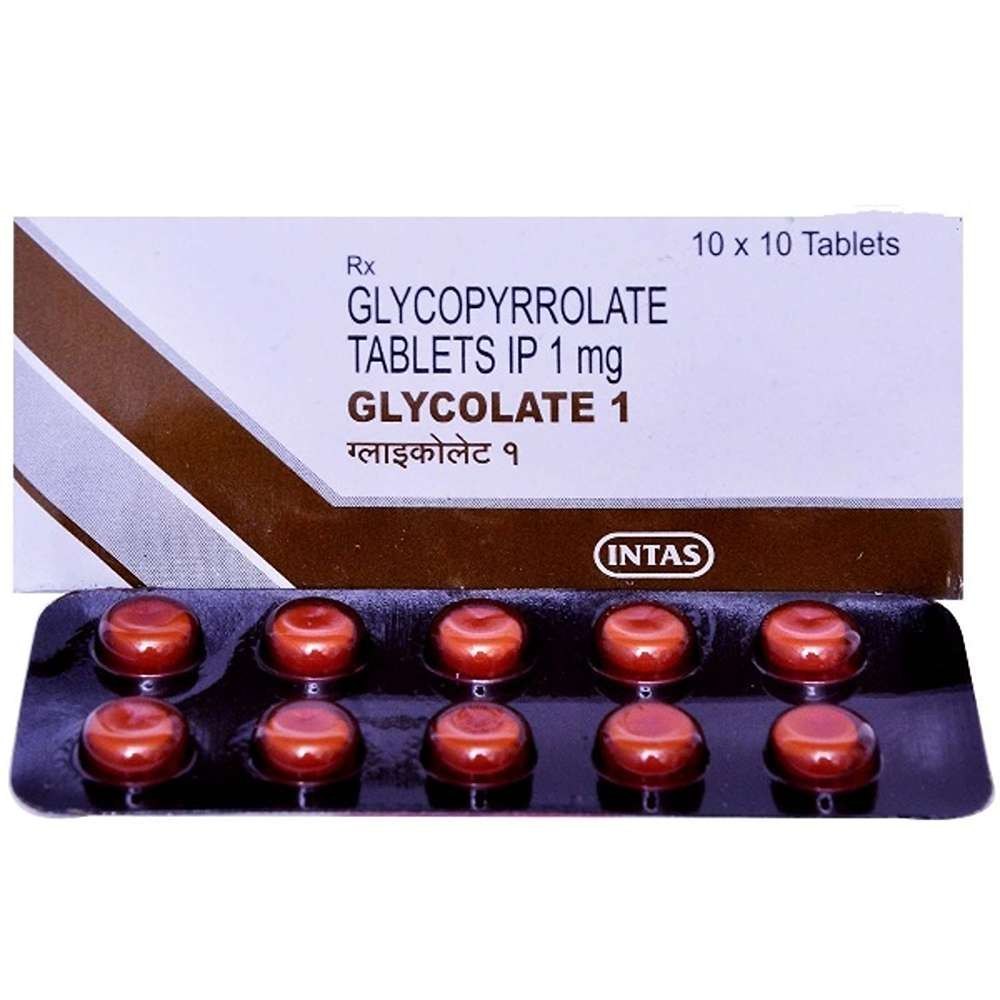 10 x 10 Tablets
Rx
GLYCOPYRROLATE
TABLETS IP 1 mg
GLYCOLATE 1
ग्लाइकोलेट १
INTAS